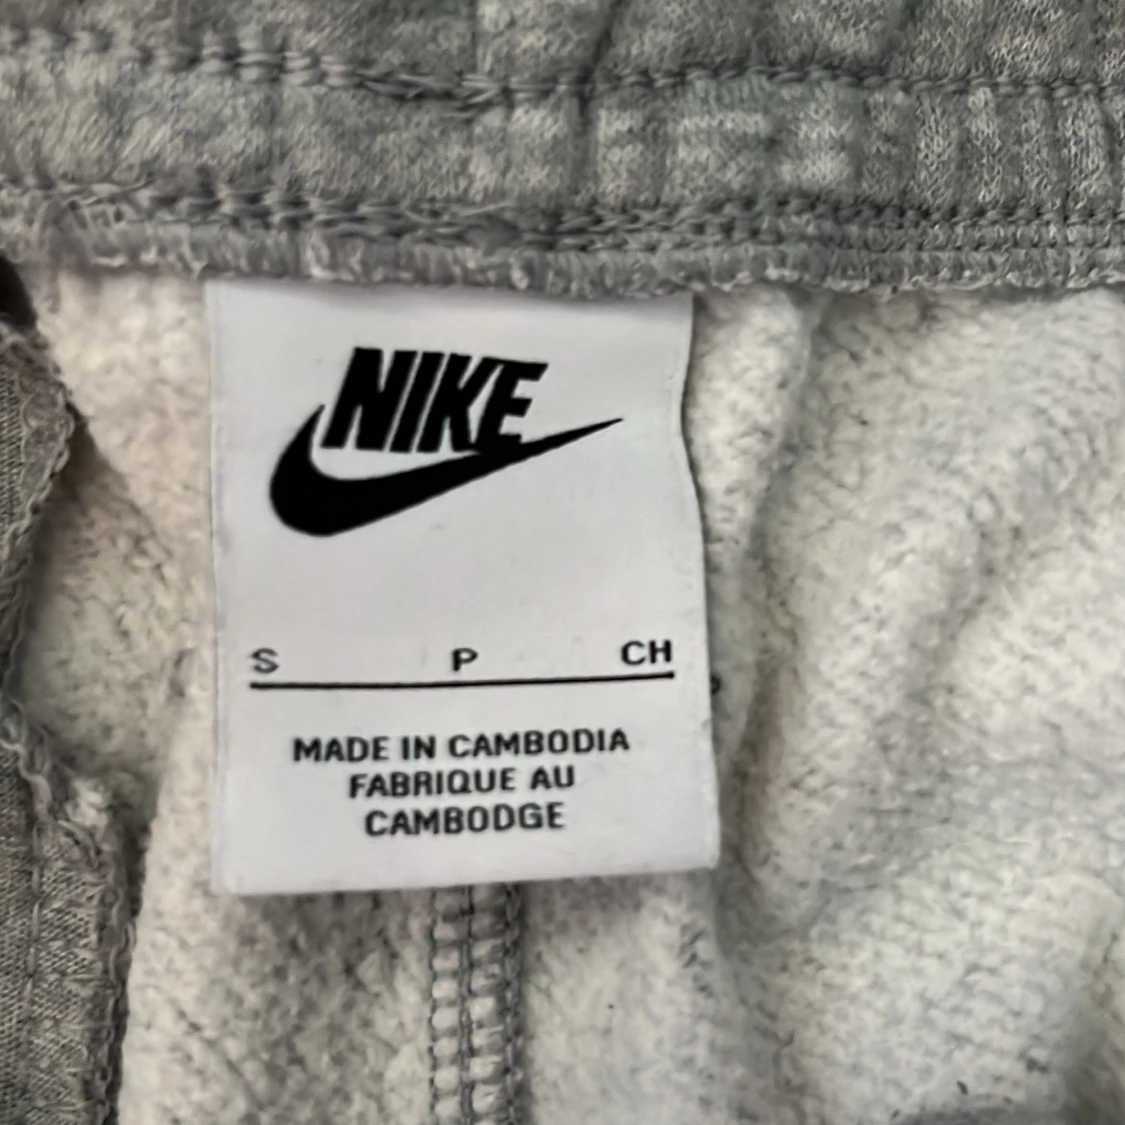 NIKE
S P CH
MADE IN CAMBODIA
FABRIQUE AU
CAMBODGE